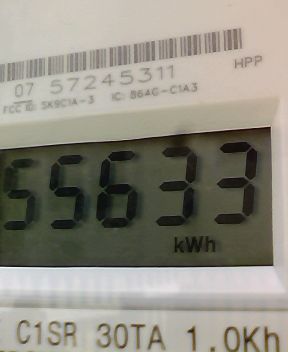 07 57245311 HPP
FCC ID: SK9C1A-3 IC: 864G-C1A3
55633
kWh
C1SR 30TA 1.0Kh